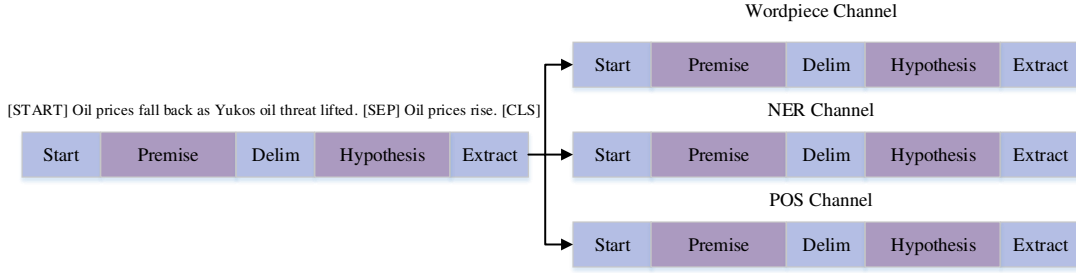 Wordpiece Channel
Start Premise Delim Hypothesis Extract
[START] Oil prices fall back as Yukos oil threat lifted. [SEP] Oil prices rise. [CLS]
NER Channel
Start Premise Delim Hypothesis Extract
Start Premise Delim Hypothesis Extract
POS Channel
Start Premise Delim Hypothesis Extract